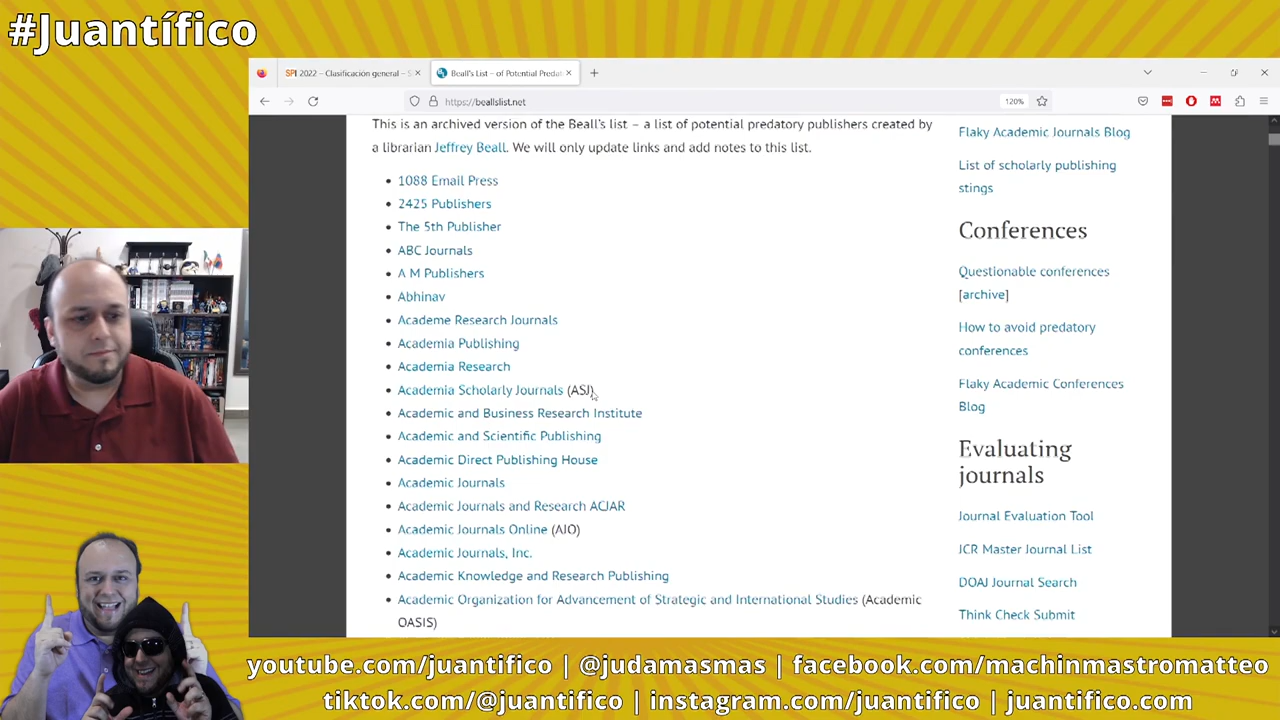 #Juantífico
SPI 2022 – Clasificación general – S
Beall's List – of Potential Predat
https://beallslist.net
120%
This is an archived version of the Beall's list – a list of potential predatory publishers created by
a librarian Jeffrey Beall. We will only update links and add notes to this list.
1088 Email Press
2425 Publishers
The 5th Publisher
ABC Journals
A M Publishers
Abhinav
Academe Research Journals
Academia Publishing
Academia Research
Academia Scholarly Journals (ASJ)
Academic and Business Research Institute
Academic and Scientific Publishing
Academic Direct Publishing House
Academic Journals
Academic Journals and Research ACJAR
Academic Journals Online (AJO)
Academic Journals, Inc.
Academic Knowledge and Research Publishing
Academic Organization for Advancement of Strategic and International Studies (Academic
OASIS)
Flaky Academic Journals Blog
List of scholarly publishing
stings
Conferences
Questionable conferences
[archive]
How to avoid predatory
conferences
Flaky Academic Conferences
Blog
Evaluating
journals
Journal Evaluation Tool
JCR Master Journal List
DOAJ Journal Search
Think Check Submit
youtube.com/juantifico | @judamasmas | facebook.com/machinmastromatteo
tiktok.com/@juantifico | instagram.com/juantifico | juantifico.com